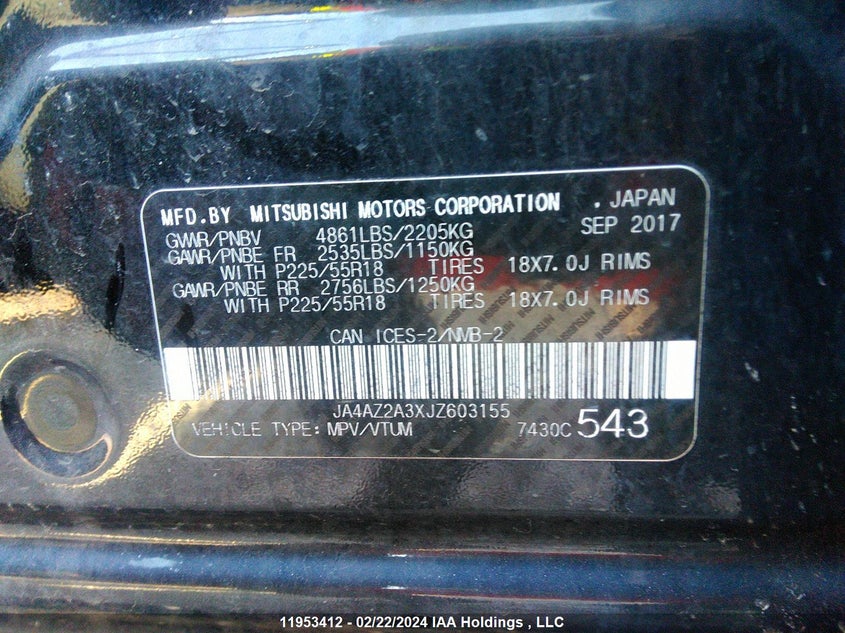 MFD.BY MITSUBISHI MOTORS CORPORATION , JAPAN
SEP 2017
GVWR/PNBV 4861LBS/2205KG
GAWR/PNBE FR 2535LBS/1150KG
WITH P225/55R18 TIRES 18X7.0J RIMS
GAWR/PNBE RR 2756LBS/1250KG
WITH P225/55R18 TIRES 18X7.0J RIMS
CAN ICES-2/NMB-2
JA4AZ2A3XJZ603155
VEHICLE TYPE: MPV/VTUM 7430C 543
11953412 - 02/22/2024 IAA Holdings , LLC